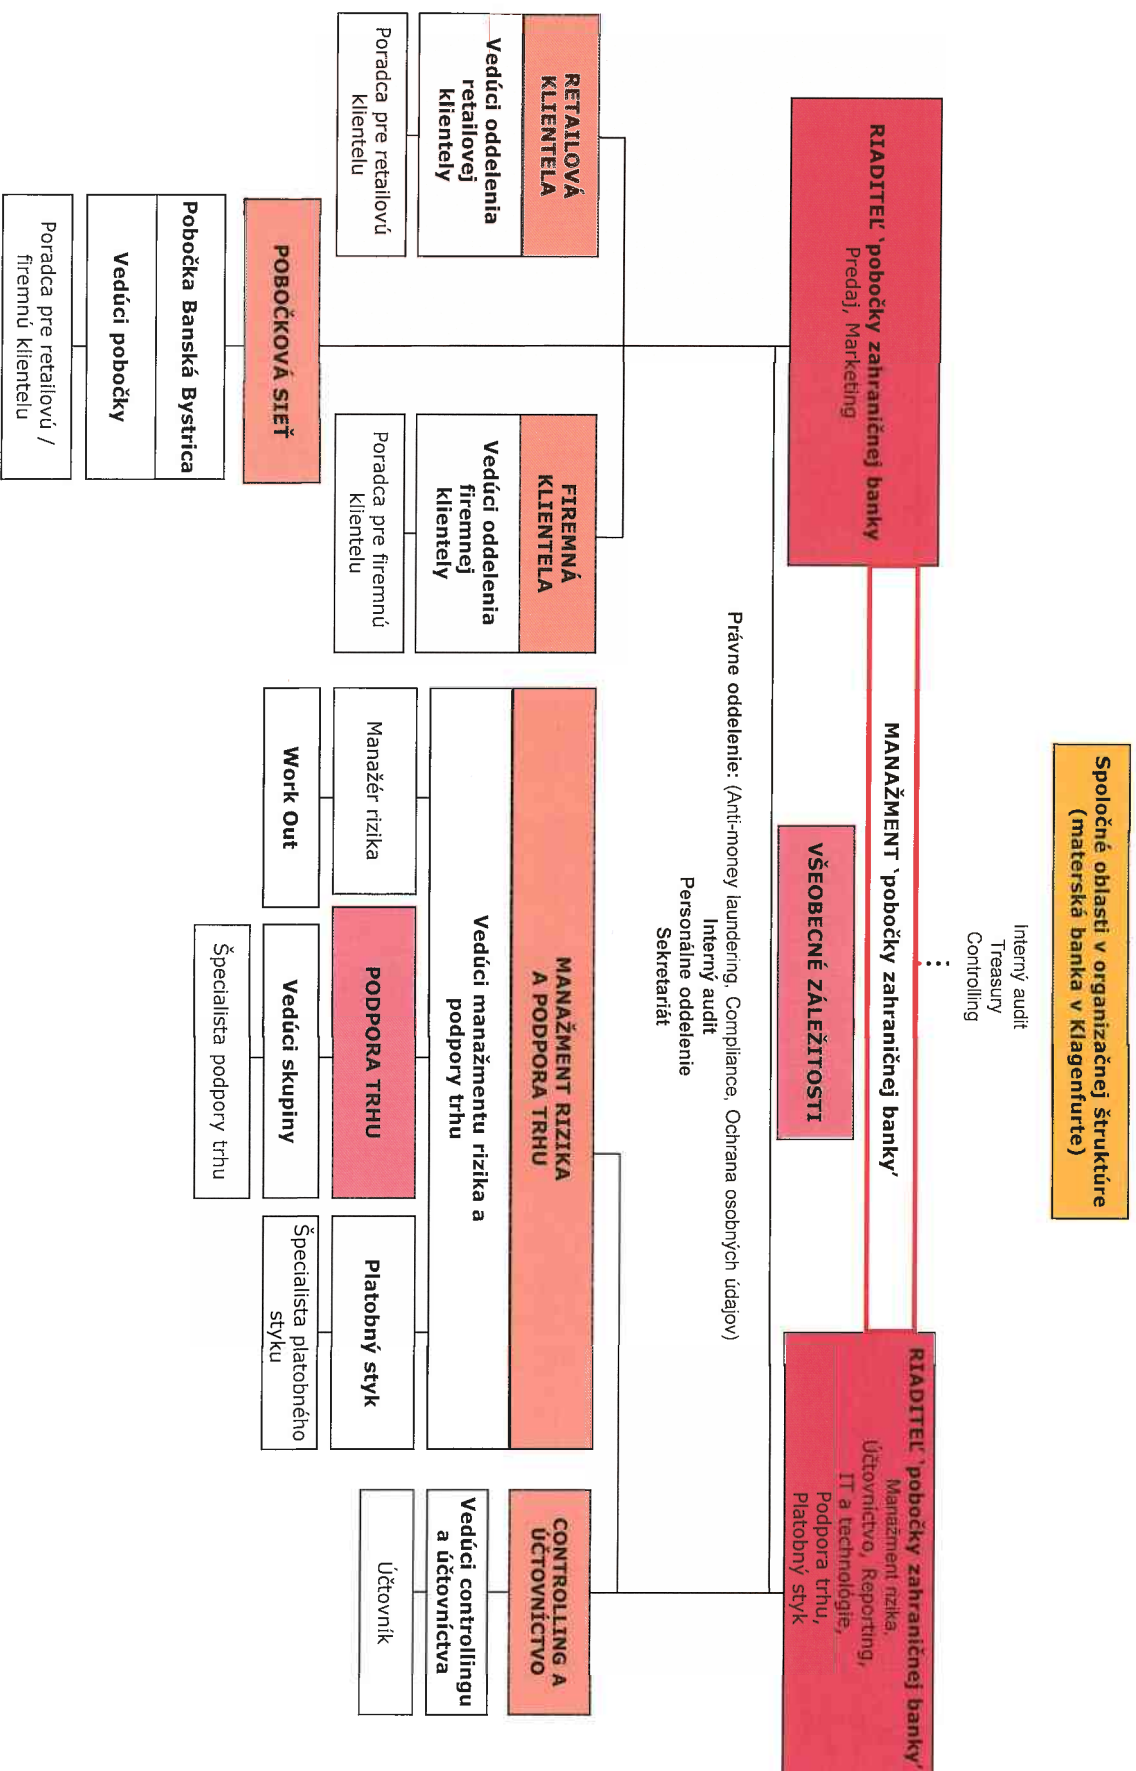 Spoločné oblasti v organizačnej štruktúre
(materská banka v Klagenfurte)
Interný audit
Treasury
Controlling
RIADITEĽ 'pobočky zahraničnej banky
Predaj, Marketing
MANAŽMENT 'pobočky zahraničnej banky'
RIADITEĽ 'pobočky zahraničnej banky'
Manažment rizika,
Účtovníctvo, Reporting,
IT a technológie,
Podpora trhu,
Platobný styk
VŠEOBECNÉ ZÁLEŽITOSTI
Právne oddelenie: (Anti-money laundering, Compliance, Ochrana osobných údajov)
Interný audit
Personálne oddelenie
Sekretariát
RETAILOVÁ
KLIENTELA
Vedúci oddelenia
retailovej
klientely
Poradca pre retailovú
klientelu
FIREMNÁ
KLIENTELA
Vedúci oddelenia
firemnej
klientely
Poradca pre firemnú
klientelu
POBOČKOVÁ SIEŤ
Pobočka Banská Bystrica
Vedúci pobočky
Poradca pre retailovú /
firemnú klientelu
MANAŽMENT RIZIKA
A PODPORA TRHU
Vedúci manažmentu rizika a
podpory trhu
Manažér rizika
Work Out
PODPORA TRHU
Vedúci skupiny
Špecialista podpory trhu
Platobný styk
Špecialista platobného
styku
CONTROLLING A
ÚČTOVNÍCTVO
Vedúci controllingu
a účtovníctva
Účtovník